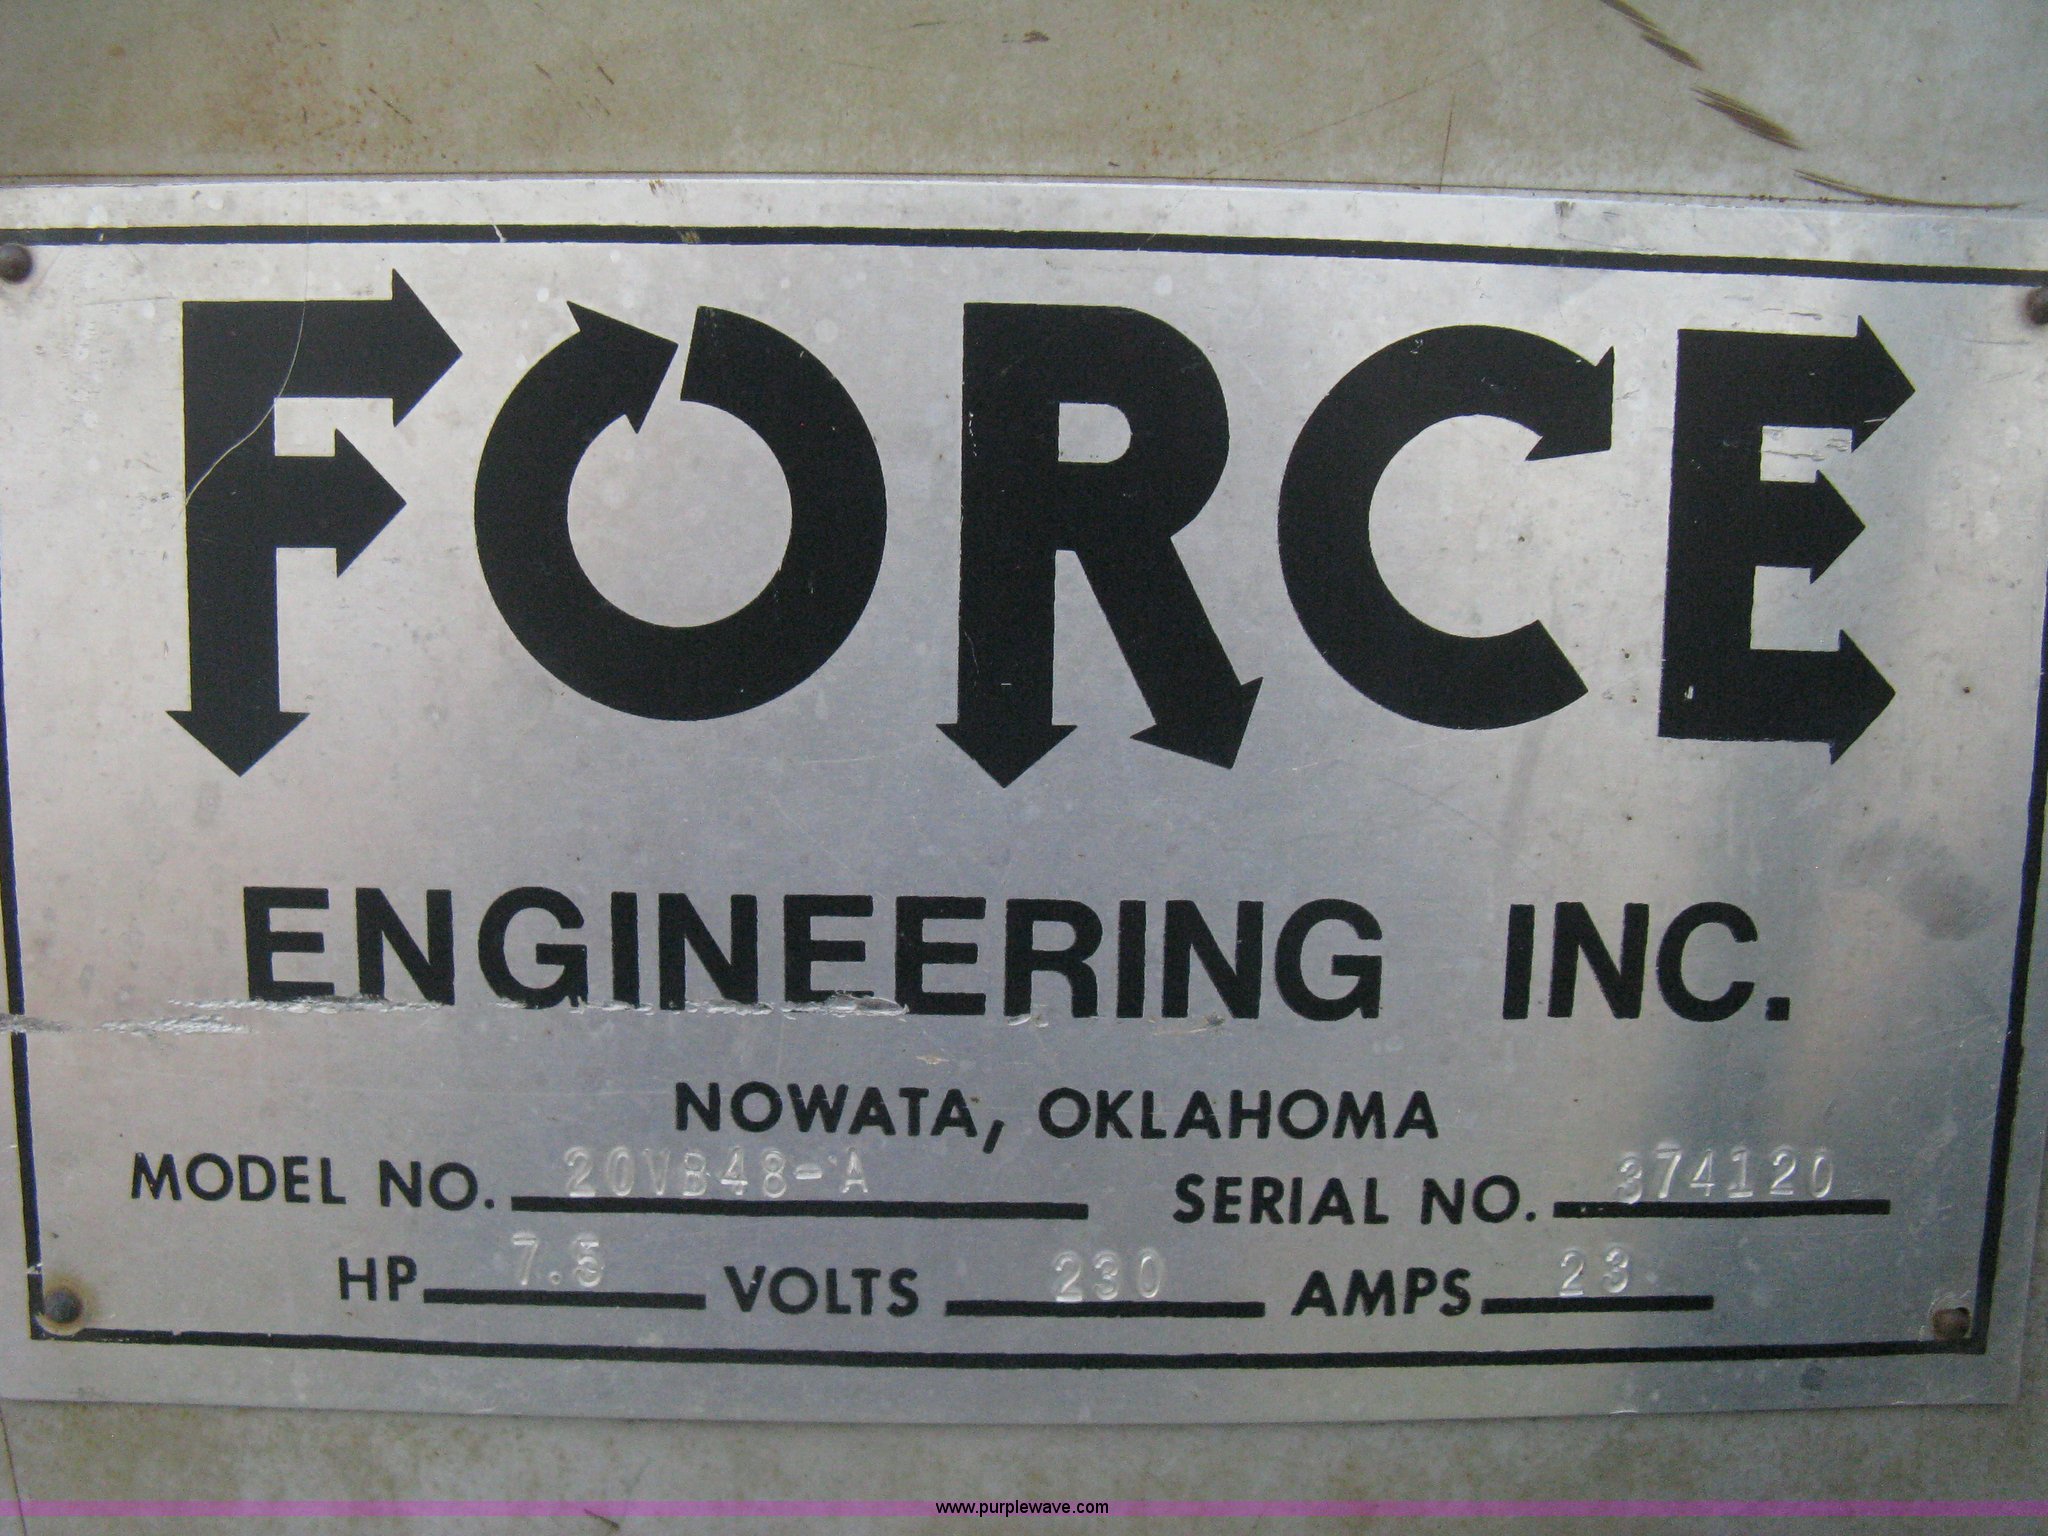 FORCE
ENGINEERING INC.
NOWATA, OKLAHOMA
MODEL NO. 20VB48-A SERIAL NO. 374120
HP 7.5 VOLTS 230 AMPS 23
www.purplewave.com